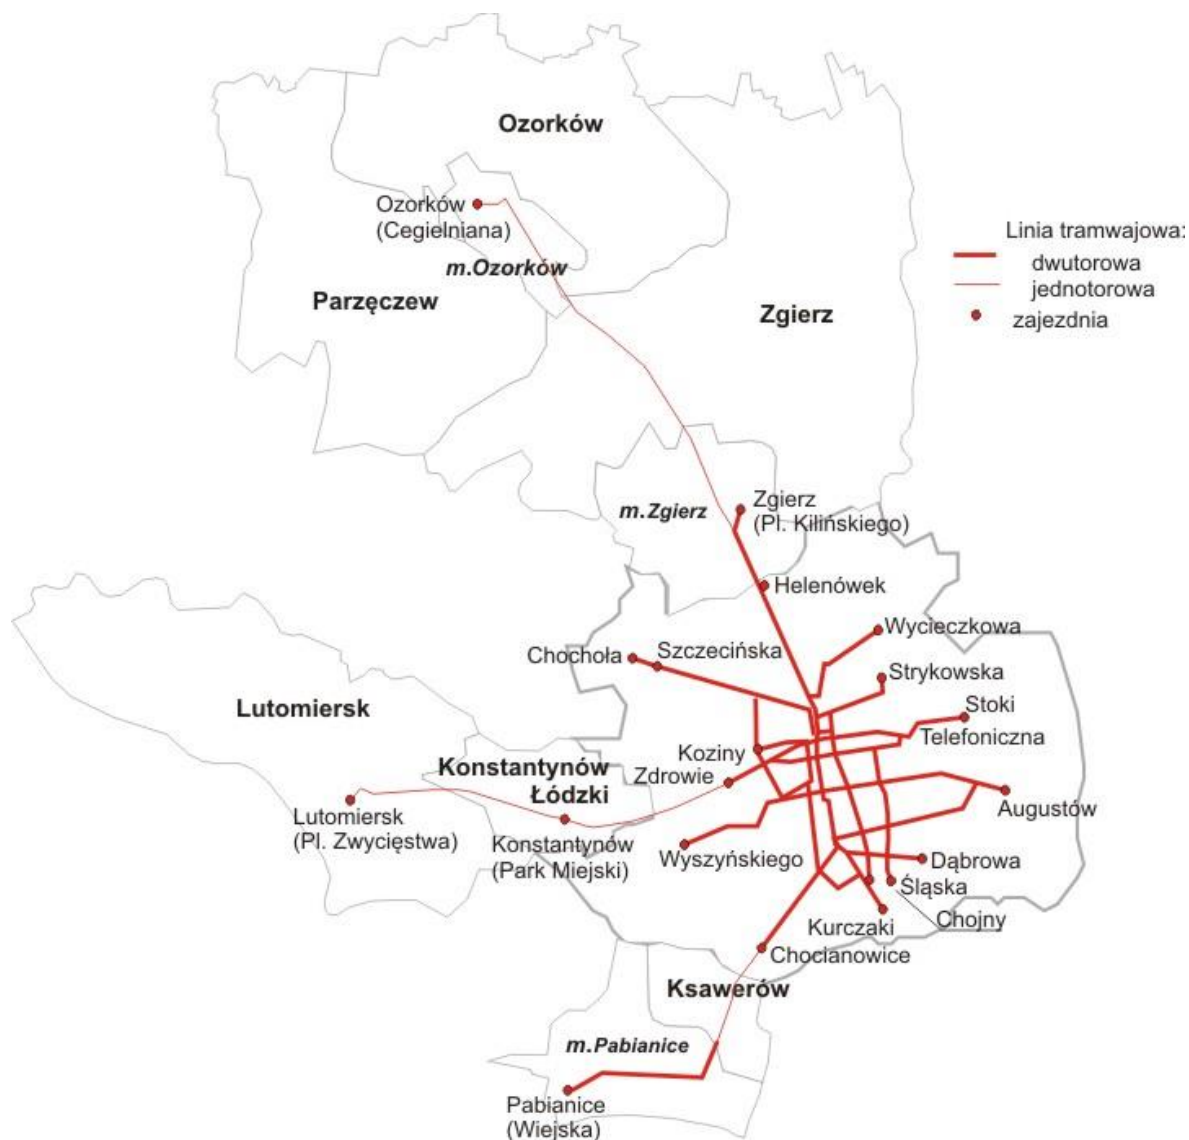 Ozorków
Ozorków
(Cegielniana)
m.Ozorków
Parzęczew
Zgierz
Linia tramwajowa:
dwutorowa
jednotorowa
zajezdnia
m.Zgierz
Zgierz
(Pl. Kilińskiego)
Helenówek
Wycieczkowa
Chochoła
Szczecińska
Strykowska
Stoki
Telefoniczna
Lutomiersk
Koziny
Zdrowie
Konstantynów
Łódzki
Augustów
Lutomiersk
(Pl. Zwycięstwa)
Konstantynów
(Park Miejski)
Wyszyńskiego
Dąbrowa
Śląska
Chojny
Kurczaki
Chocianowice
Ksawerów
m.Pabianice
Pabianice
(Wiejska)